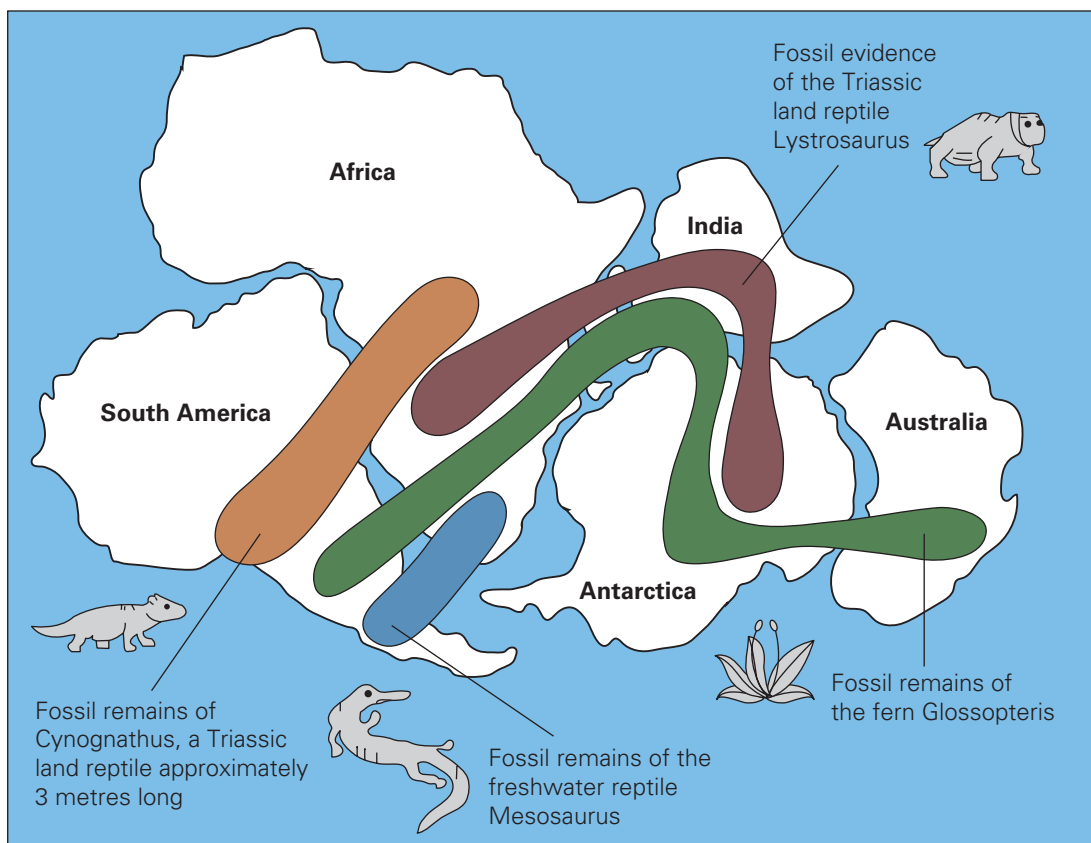 Fossil evidence
of the Triassic
land reptile
Lystrosaurus
Africa
India
South America
Australia
Antarctica
Fossil remains of
Cynognathus, a Triassic
land reptile approximately
3 metres long
Fossil remains of the
freshwater reptile
Mesosaurus
Fossil remains of
the fern Glossopteris